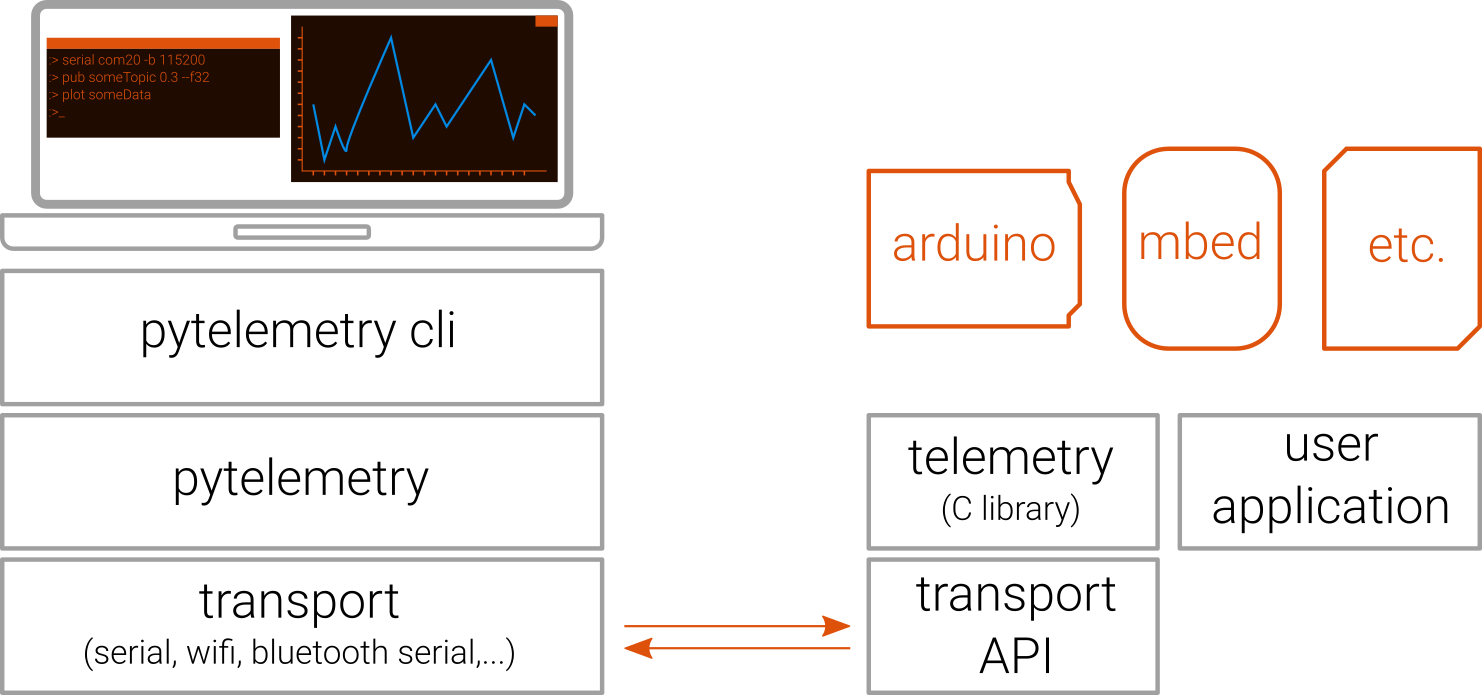 :> serial com20 -b 115200
:> pub someTopic 0.3 --f32
:> plot someData
:>_
arduino
mbed
etc.
pytelemetry cli
pytelemetry
telemetry
(C library)
user
application
transport
(serial, wifi, bluetooth serial,...)
transport
API